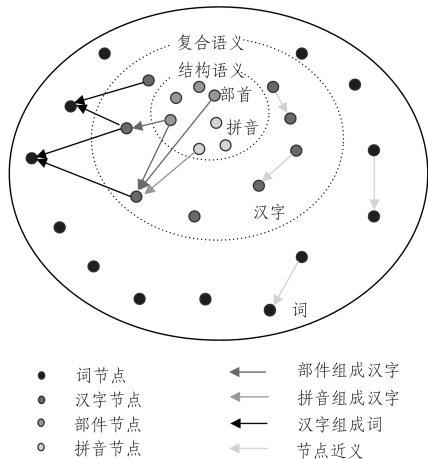 复合语义
结构语义
部首
拼音
汉字
词
词节点
汉字节点
部件节点
拼音节点
部件组成汉字
拼音组成汉字
汉字组成词
节点近义